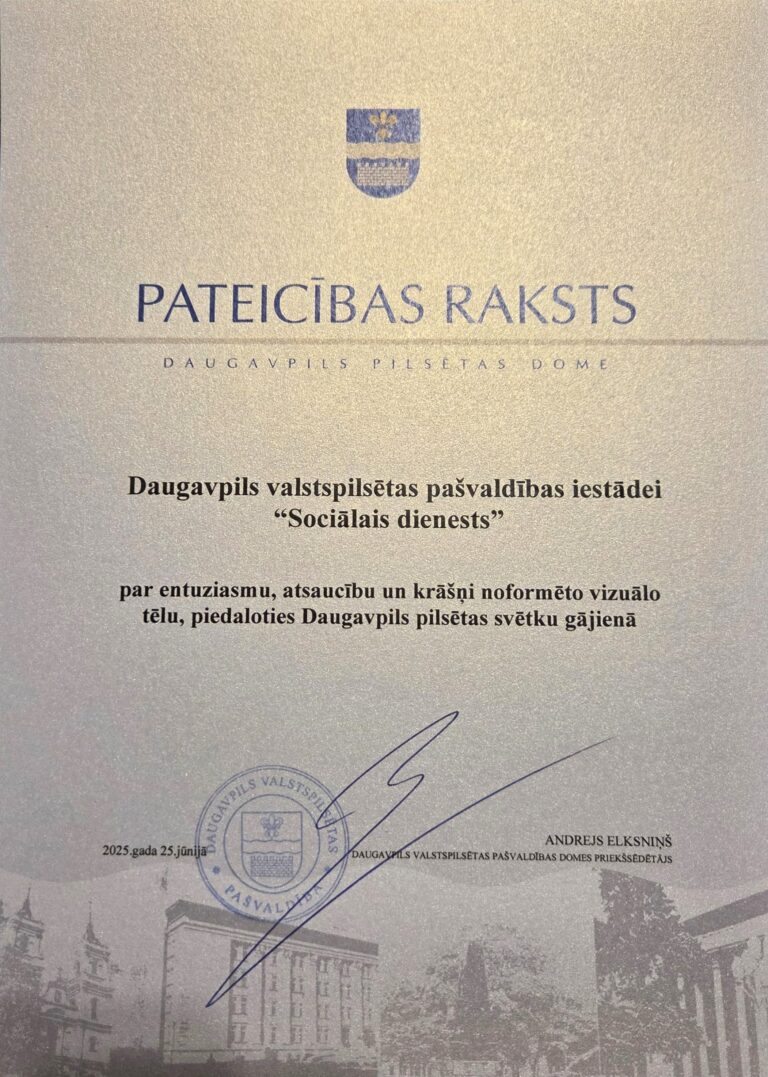 PATEICĪBAS RAKSTS
DAUGAVPILS PILSĒTAS DOME
Daugavpils valstspilsētas pašvaldības iestādei
“Sociālais dienests”
par entuziasmu, atsaucību un krāšņi noformēto vizuālo
tēlu, piedaloties Daugavpils pilsētas svētku gājienā
DAUGAVPILS VALSTSPILSĒTAS
PAŠVALDĪBA
2025.gada 25.jūnijā
ANDREJS ELKSNIŅŠ
DAUGAVPILS VALSTSPILSĒTAS PAŠVALDĪBAS DOMES PRIEKŠSĒDĒTĀJS